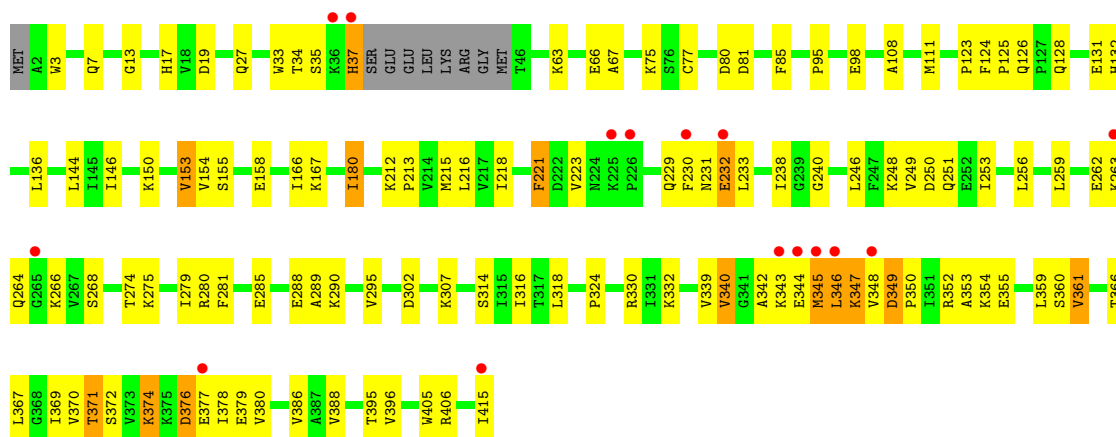 MET A2 W3 Q7 G13 H17 V18 D19 Q27 W33 T34 S35 K36 H37 SER GLU GLU LEU LYS ARG GLY MET T46 K63 E66 A67 K75 S76 C77 D80 D81 F85 P95 E98 A108 M111 P123 F124 P125 Q126 P127 Q128 E131 H132
L136 L144 I145 I146 K150 V153 V154 S155 E158 I166 K167 I180 K212 P213 V214 M215 L216 V217 I218 F221 D222 V223 N224 K225 P226 Q229 F230 N231 E232 L233 I238 G239 G240 L246 F247 K248 V249 D250 Q251 E252 I253 L256 L259 E262 K263
Q264 G265 K266 V267 S268 T274 K275 I279 R280 F281 E285 E288 A289 K290 V295 D302 K307 S314 I315 I316 T317 L318 P324 R330 I331 K332 V339 V340 G341 A342 K343 E344 M345 L346 K347 V348 D349 P350 I351 R352 A353 K354 E355 L359 S360 V361 T366
L367 G368 I369 V370 T371 S372 V373 K374 K375 D376 E377 I378 E379 V380 V386 A387 V388 T395 V396 W405 R406 I415